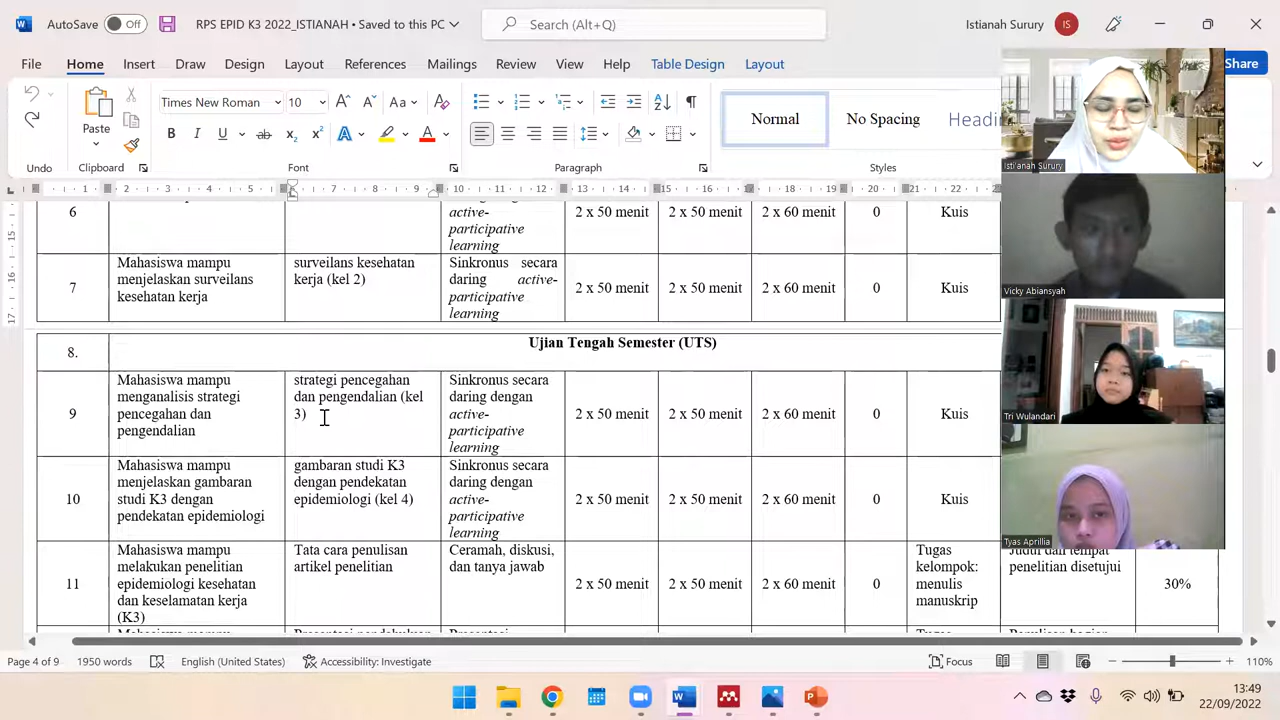 AutoSave Off RPS EPID K3 2022_ISTIANAH • Saved to this PC Search (Alt+Q) Istianah Surury IS
File Home Insert Draw Design Layout References Mailings Review View Help Table Design Layout Share
Times New Roman 10
Paste
Normal
No Spacing
Undo Clipboard Font Paragraph Styles
Isti'anah Surury
Vicky Abiansyah
Tri Wulandari
Tyas Aprillia
6
active-
participative
learning
2 x 50 menit 2 x 50 menit 2 x 60 menit 0 Kuis
7
Mahasiswa mampu
menjelaskan surveilans
kesehatan kerja
surveilans kesehatan
kerja (kel 2)
Sinkronus secara
daring active-
participative
learning
2 x 50 menit 2 x 50 menit 2 x 60 menit 0 Kuis
8.
Ujian Tengah Semester (UTS)
9
Mahasiswa mampu
menganalisis strategi
pencegahan dan
pengendalian
strategi pencegahan
dan pengendalian (kel
3)
Sinkronus secara
daring dengan
active-
participative
learning
2 x 50 menit 2 x 50 menit 2 x 60 menit 0 Kuis
10
Mahasiswa mampu
menjelaskan gambaran
studi K3 dengan
pendekatan epidemiologi
gambaran studi K3
dengan pendekatan
epidemiologi (kel 4)
Sinkronus secara
daring dengan
active-
participative
learning
2 x 50 menit 2 x 50 menit 2 x 60 menit 0 Kuis
11
Mahasiswa mampu
melakukan penelitian
epidemiologi kesehatan
dan keselamatan kerja
(K3)
Tata cara penulisan
artikel penelitian
Ceramah, diskusi,
dan tanya jawab
2 x 50 menit 2 x 50 menit 2 x 60 menit 0
Tugas
kelompok:
menulis
manuskrip
Judul dan tempat
penelitian disetujui
30%
Page 4 of 9 1950 words English (United States) Accessibility: Investigate Focus 110%
13:49
22/09/2022